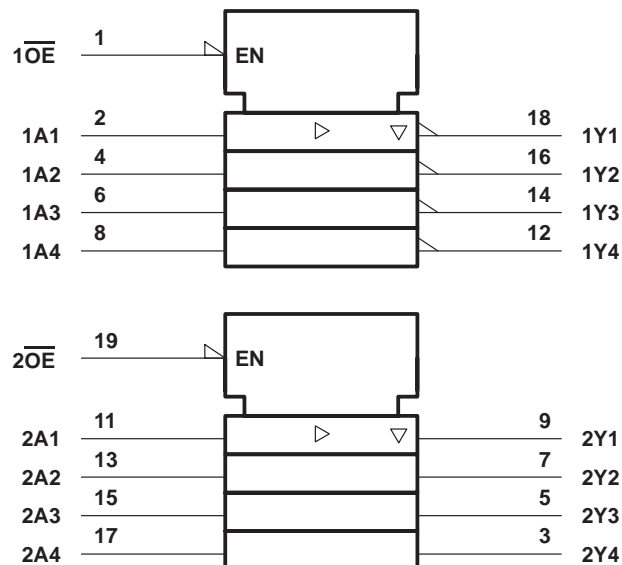 1OE 1 EN
1A1 2 18 1Y1
1A2 4 16 1Y2
1A3 6 14 1Y3
1A4 8 12 1Y4
2OE 19 EN
2A1 11 9 2Y1
2A2 13 7 2Y2
2A3 15 5 2Y3
2A4 17 3 2Y4